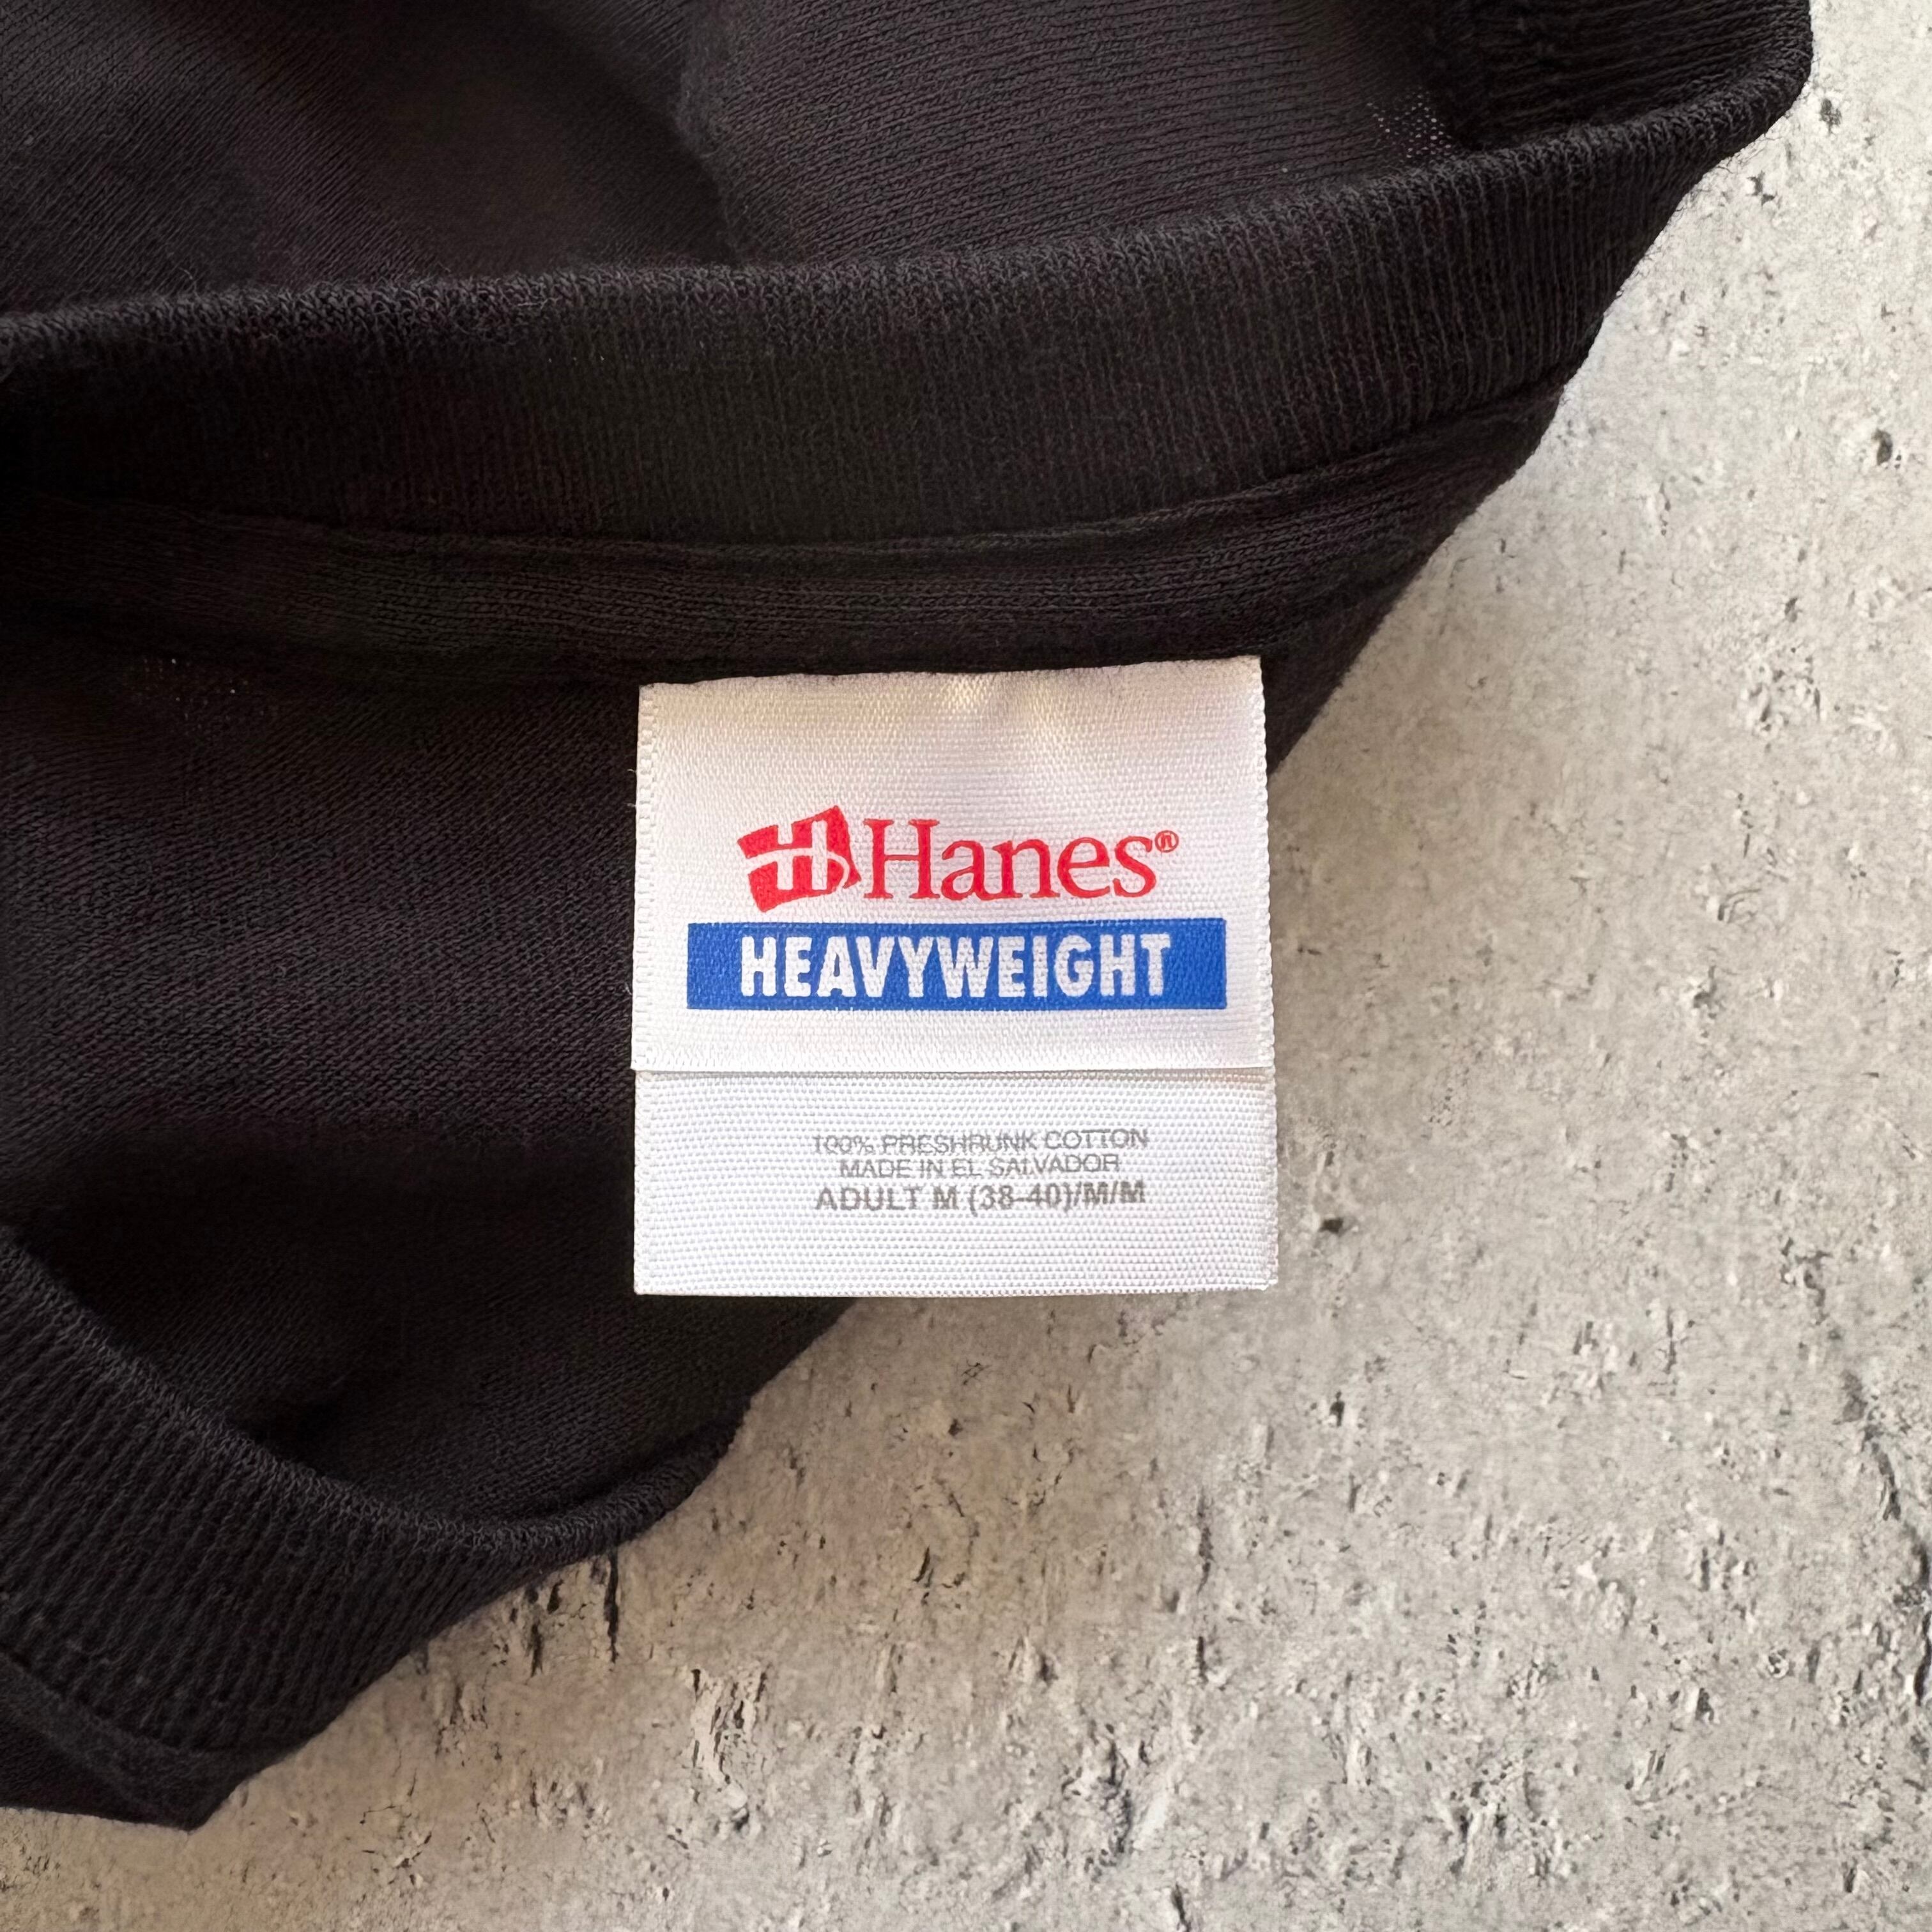 Hanes®
HEAVYWEIGHT
100% PRESHRUNK COTTON
MADE IN EL SALVADOR
ADULT M (38-40)/M/M